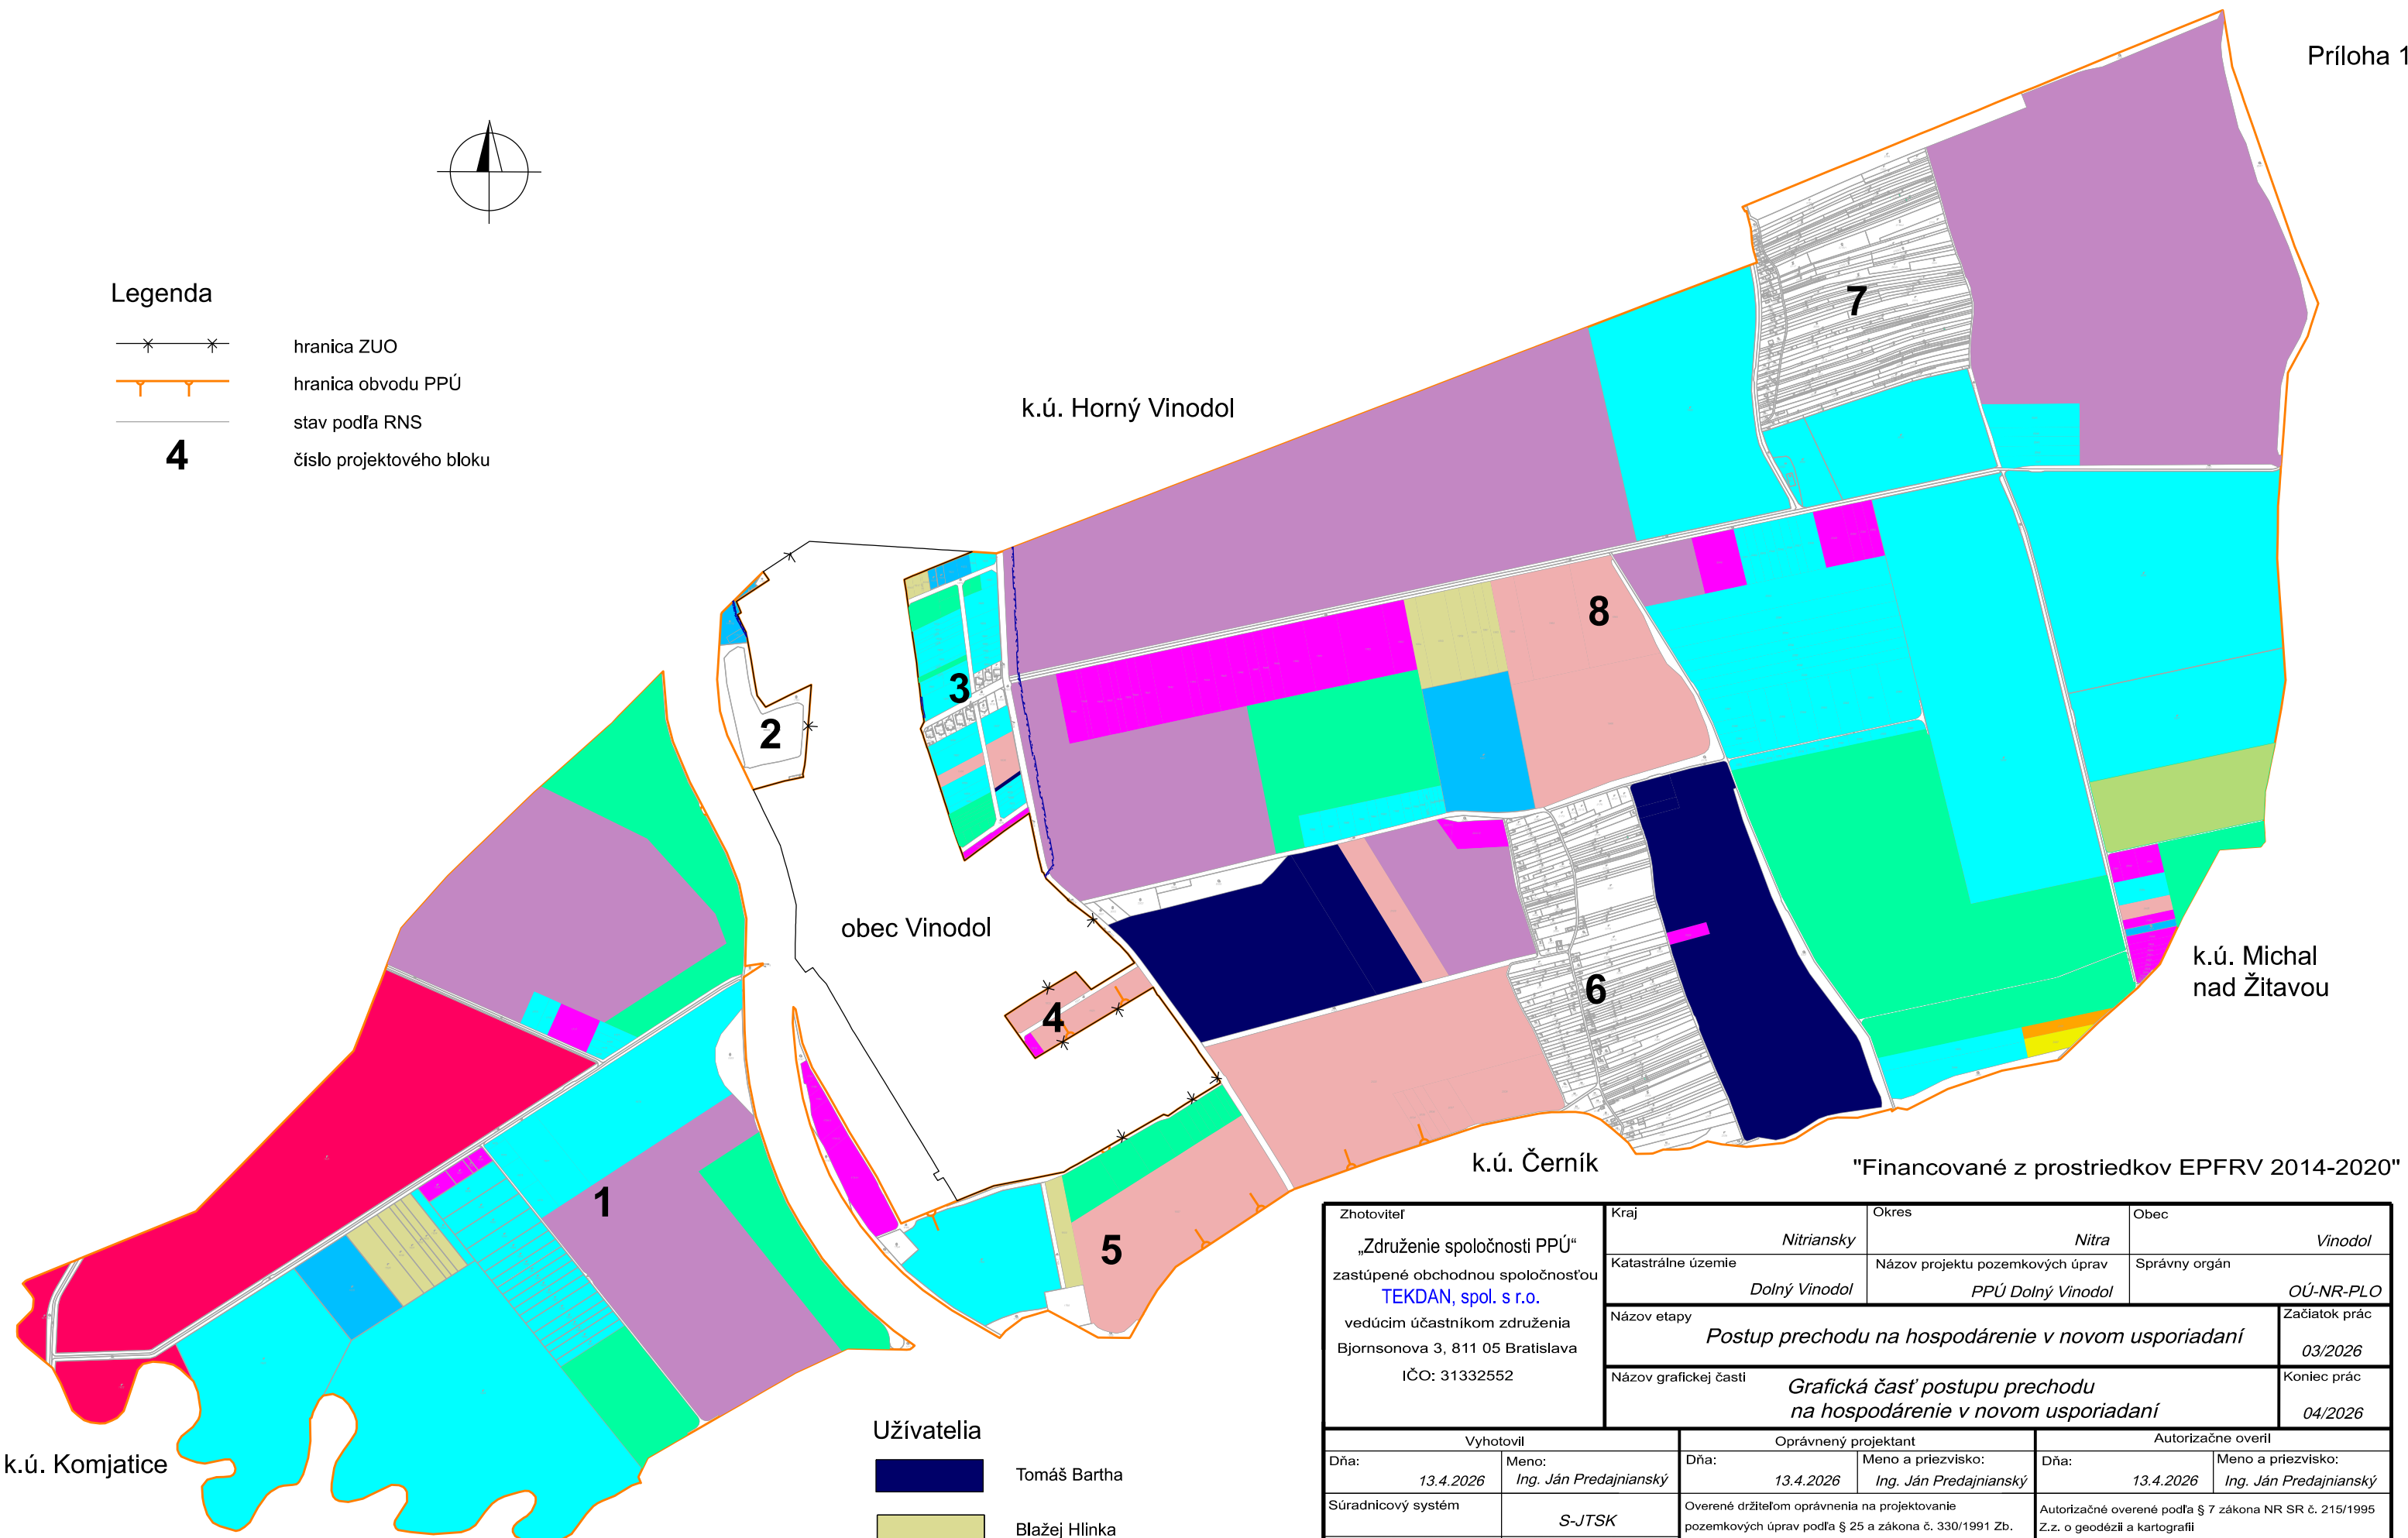 Príloha 1
Legenda
hranica ZUO
hranica obvodu PPÚ
stav podľa RNS
4
číslo projektového bloku
k.ú. Horný Vinodol
7
8
3
2
obec Vinodol
4
6
k.ú. Michal
nad Žitavou
1
5
k.ú. Černík
k.ú. Komjatice
"Financované z prostriedkov EPFRV 2014-2020"
Užívatelia
Tomáš Bartha
Blažej Hlinka
Zhotoviteľ
„Združenie spoločnosti PPÚ“
zastúpené obchodnou spoločnosťou
TEKDAN, spol. s r.o.
vedúcim účastníkom združenia
Bjornsonova 3, 811 05 Bratislava
IČO: 31332552
Kraj
Nitriansky
Okres
Nitra
Obec
Vinodol
Katastrálne územie
Dolný Vinodol
Názov projektu pozemkových úprav
PPÚ Dolný Vinodol
Správny orgán
OÚ-NR-PLO
Názov etapy
Postup prechodu na hospodárenie v novom usporiadaní
Začiatok prác
03/2026
Názov grafickej časti
Grafická časť postupu prechodu
na hospodárenie v novom usporiadaní
Koniec prác
04/2026
Vyhotovil
Dňa:
13.4.2026
Meno:
Ing. Ján Predajnianský
Oprávnený projektant
Dňa:
13.4.2026
Meno a priezvisko:
Ing. Ján Predajnianský
Autorizačne overil
Dňa:
13.4.2026
Meno a priezvisko:
Ing. Ján Predajnianský
Súradnicový systém
S-JTSK
Overené držiteľom oprávnenia na projektovanie
pozemkových úprav podľa § 25 a zákona č. 330/1991 Zb.
Autorizačne overené podľa § 7 zákona NR SR č. 215/1995
Z.z. o geodézii a kartografii